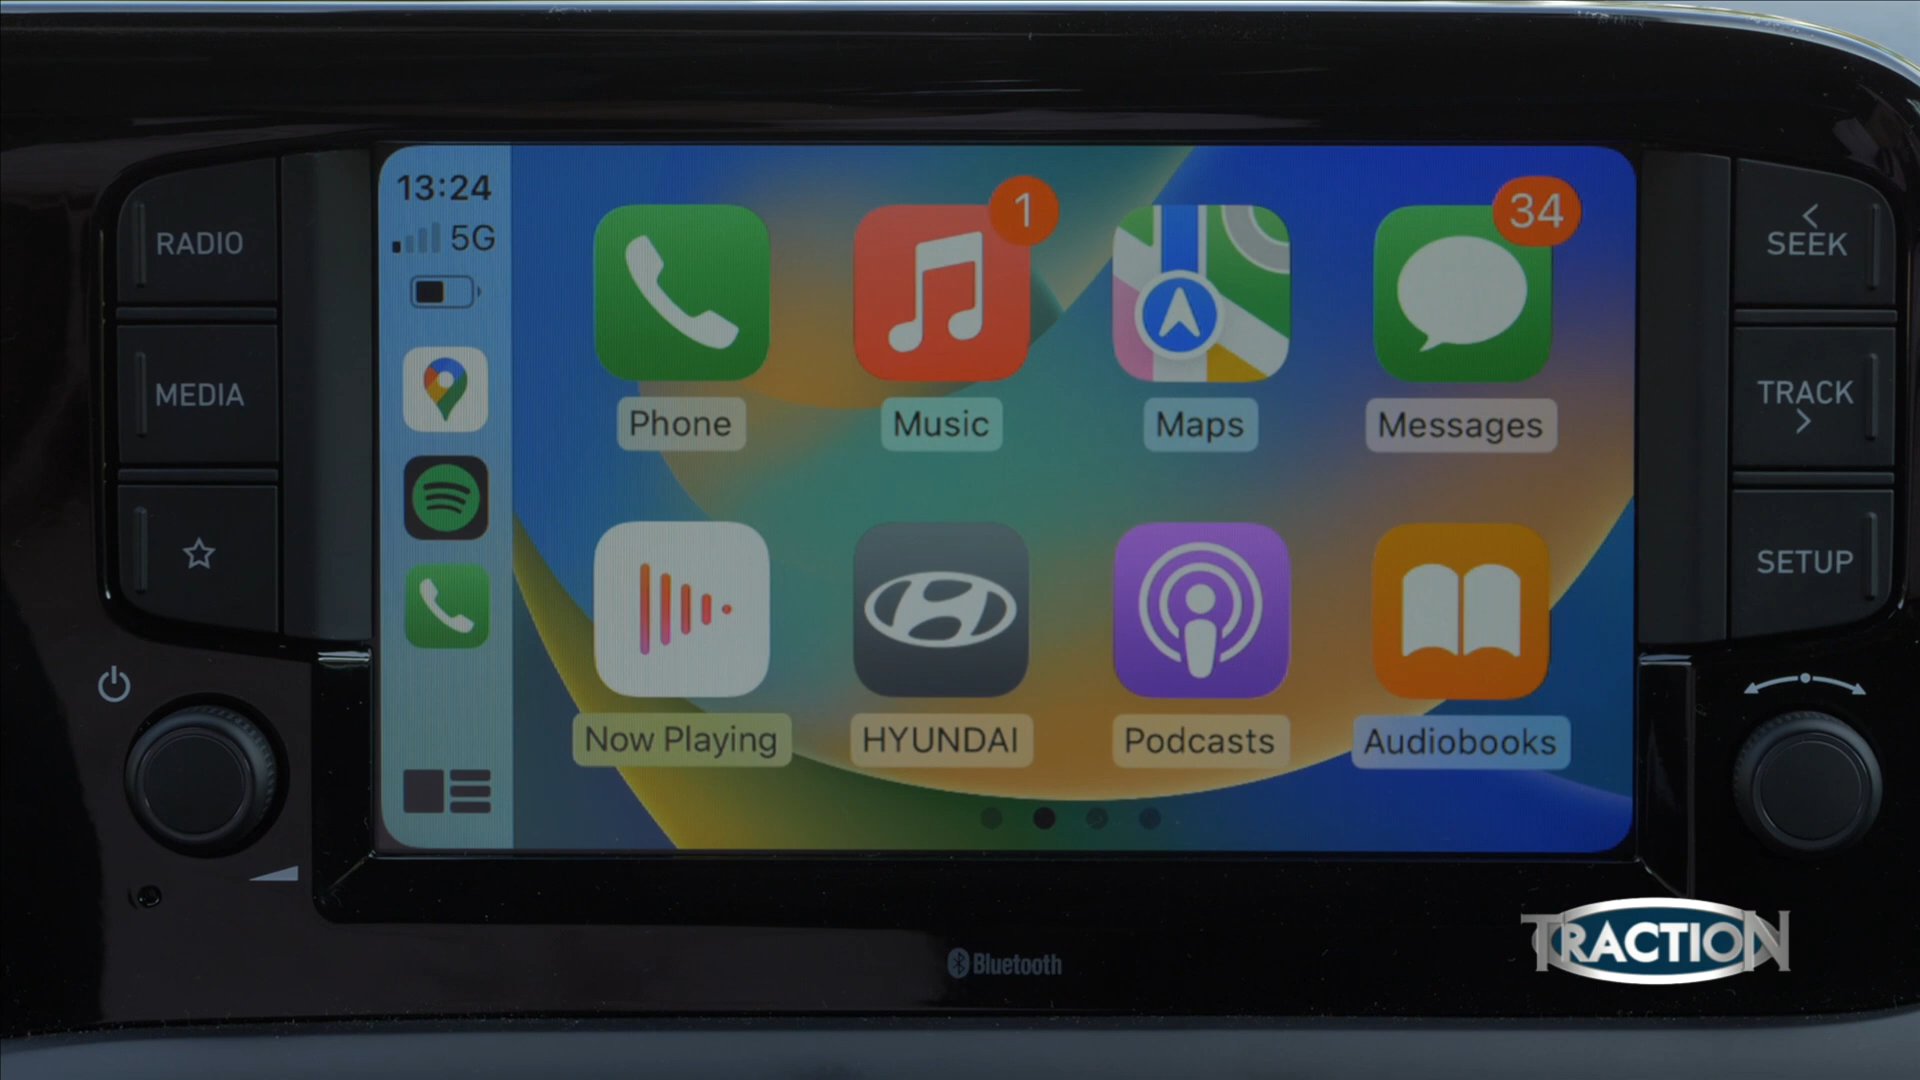 13:24
5G
RADIO
MEDIA
1
34
Phone
Music
Maps
Messages
Now Playing
HYUNDAI
Podcasts
Audiobooks
SEEK
TRACK
SETUP
Bluetooth
TRACTION